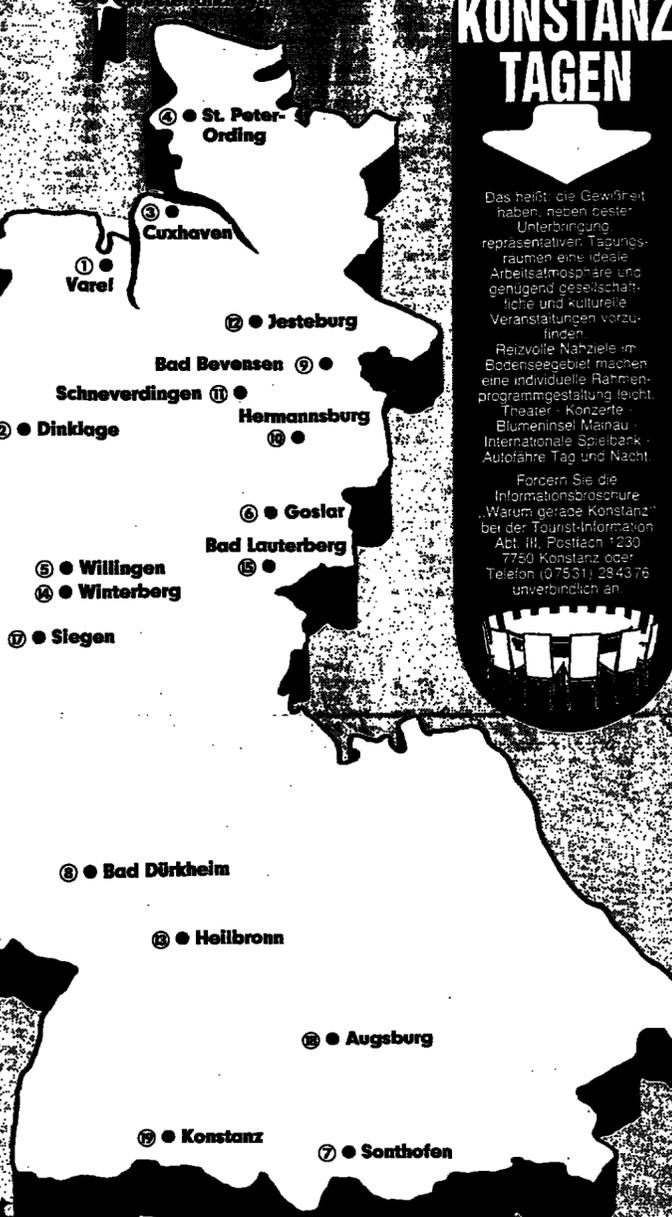 KONSTANZ
TAGEN
Das heißt: die Gewißheit
haben, neben bester
Unterbringung,
repräsentativen Tagungs-
räumen eine ideale
Arbeitsatmosphäre und
genügend gesellschaft-
liche und kulturelle
Veranstaltungen vorzu-
finden.
Reizvolle Nahziele im
Bodenseegebiet machen
eine individuelle Rahmen-
programmgestaltung leicht.
Theater · Konzerte ·
Blumeninsel Mainau ·
Internationale Spielbank ·
Autofähre Tag und Nacht.
Fordern Sie die
Informationsbroschüre
„Warum gerade Konstanz"
bei der Tourist-Information
Abt. III, Postfach 1230
7750 Konstanz oder
Telefon (07531) 284376
unverbindlich an.
④ St. Peter-
Ording
③
Cuxhaven
①
Varel
⑫ Jesteburg
Bad Bevensen ⑨
Schneverdingen ⑪
Hermannsburg
⑩
② Dinklage
⑥ Goslar
Bad Lauterberg
⑮
⑤ Willingen
⑭ Winterberg
⑰ Siegen
⑧ Bad Dürkheim
⑬ Heilbronn
⑱ Augsburg
⑲ Konstanz
⑦ Sonthofen